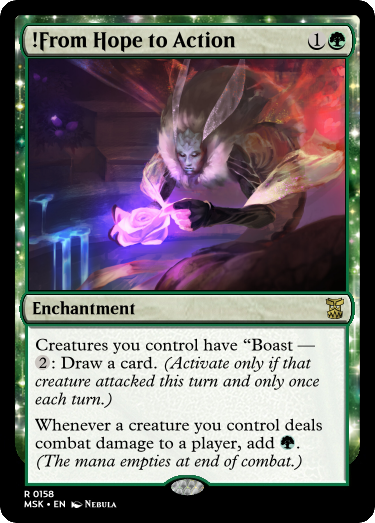 !From Hope to Action 1
Enchantment
Creatures you control have “Boast —
2: Draw a card. (Activate only if that
creature attacked this turn and only once
each turn.)
Whenever a creature you control deals
combat damage to a player, add .
(The mana empties at end of combat.)
R 0158
MSK • EN Nebula